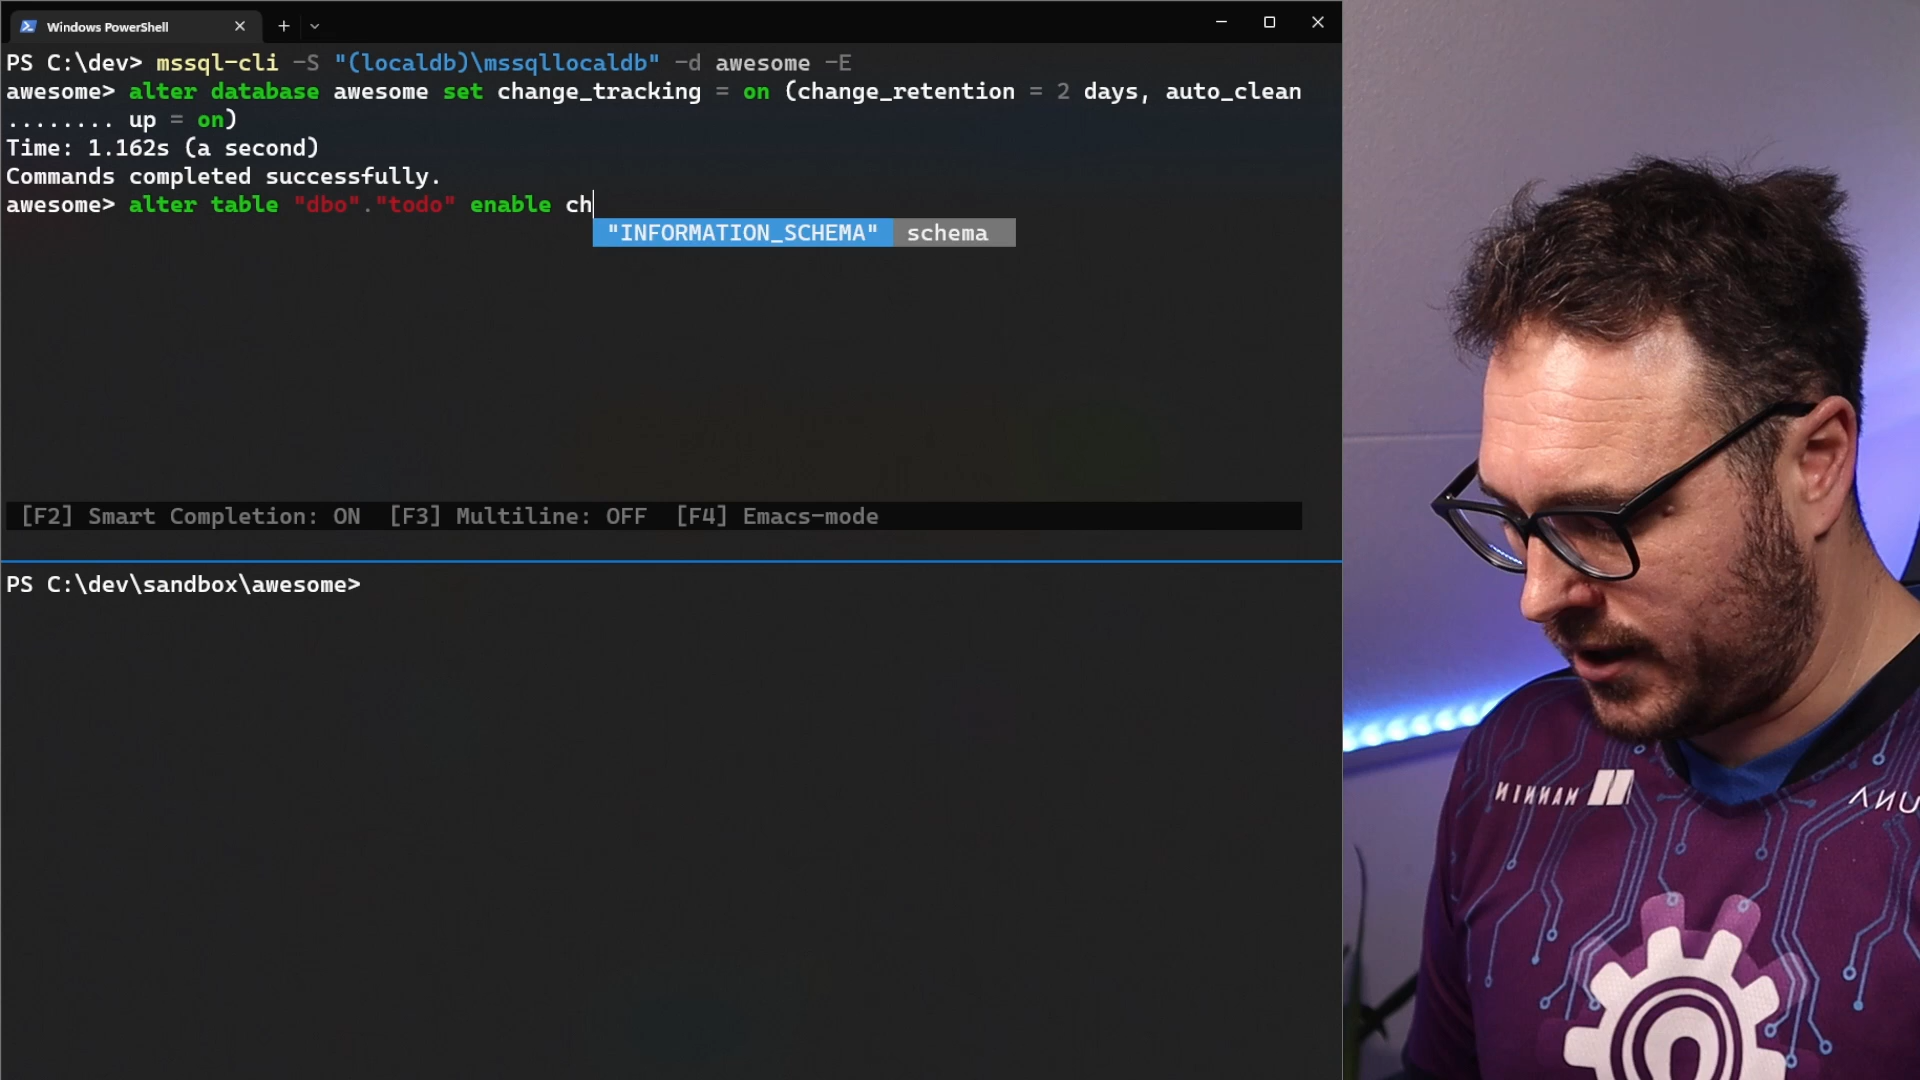 Windows PowerShell
PS C:\dev> mssql-cli -S "(localdb)\mssqllocaldb" -d awesome -E
awesome> alter database awesome set change_tracking = on (change_retention = 2 days, auto_clean
........ up = on)
Time: 1.162s (a second)
Commands completed successfully.
awesome> alter table "dbo"."todo" enable ch
"INFORMATION_SCHEMA" schema
[F2] Smart Completion: ON [F3] Multiline: OFF [F4] Emacs-mode
PS C:\dev\sandbox\awesome>